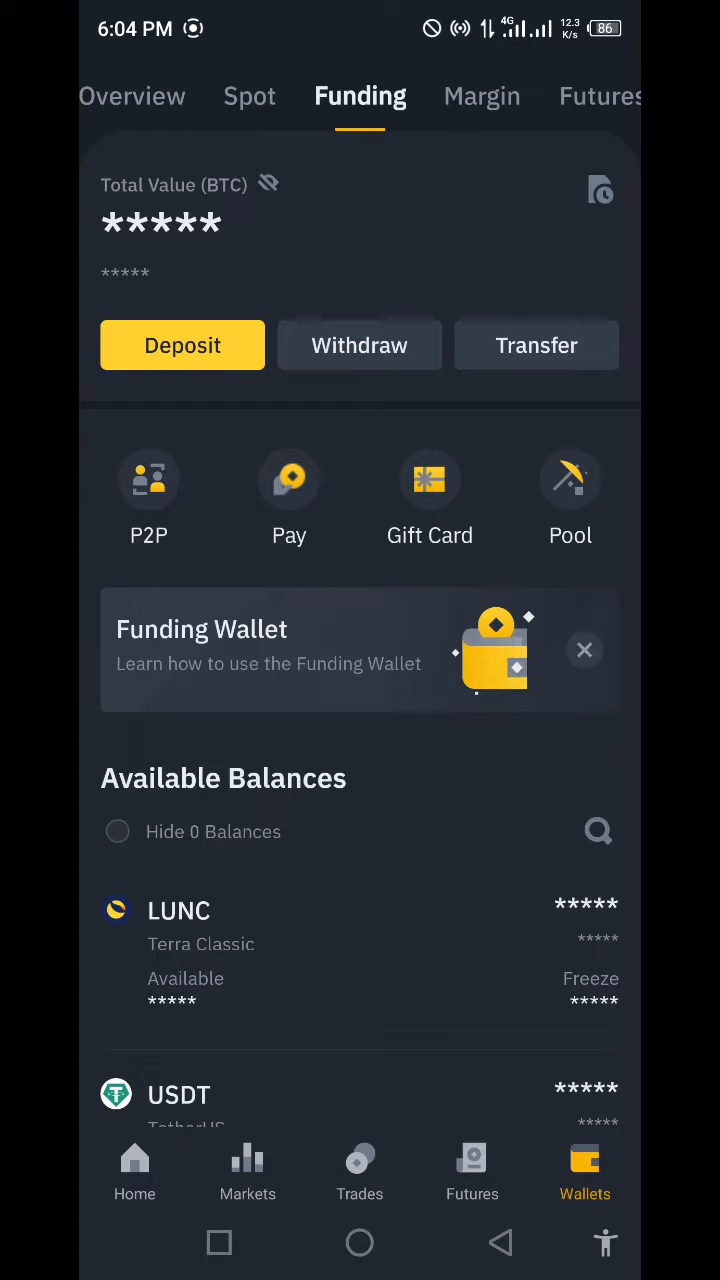 6:04 PM
4G
12.3
K/s
86
Overview Spot Funding Margin Futures
Total Value (BTC)
*****
*****
Deposit Withdraw Transfer
P2P Pay Gift Card Pool
Funding Wallet
Learn how to use the Funding Wallet
Available Balances
Hide 0 Balances
LUNC *****
Terra Classic *****
Available Freeze
***** *****
USDT *****
TetherUS *****
Home Markets Trades Futures Wallets